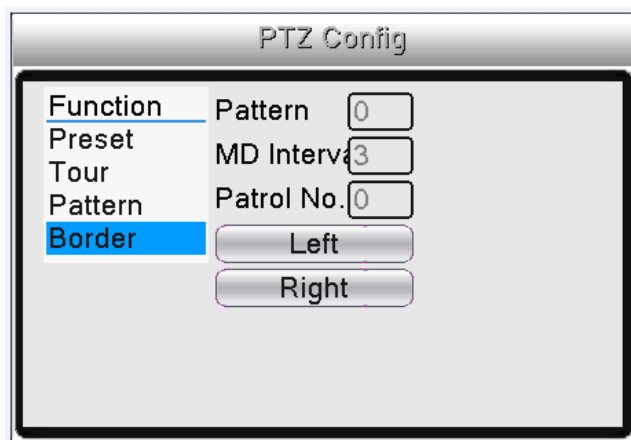 PTZ Config
Function
Preset
Tour
Pattern
Border
Pattern 0
MD Interva 3
Patrol No. 0
Left
Right